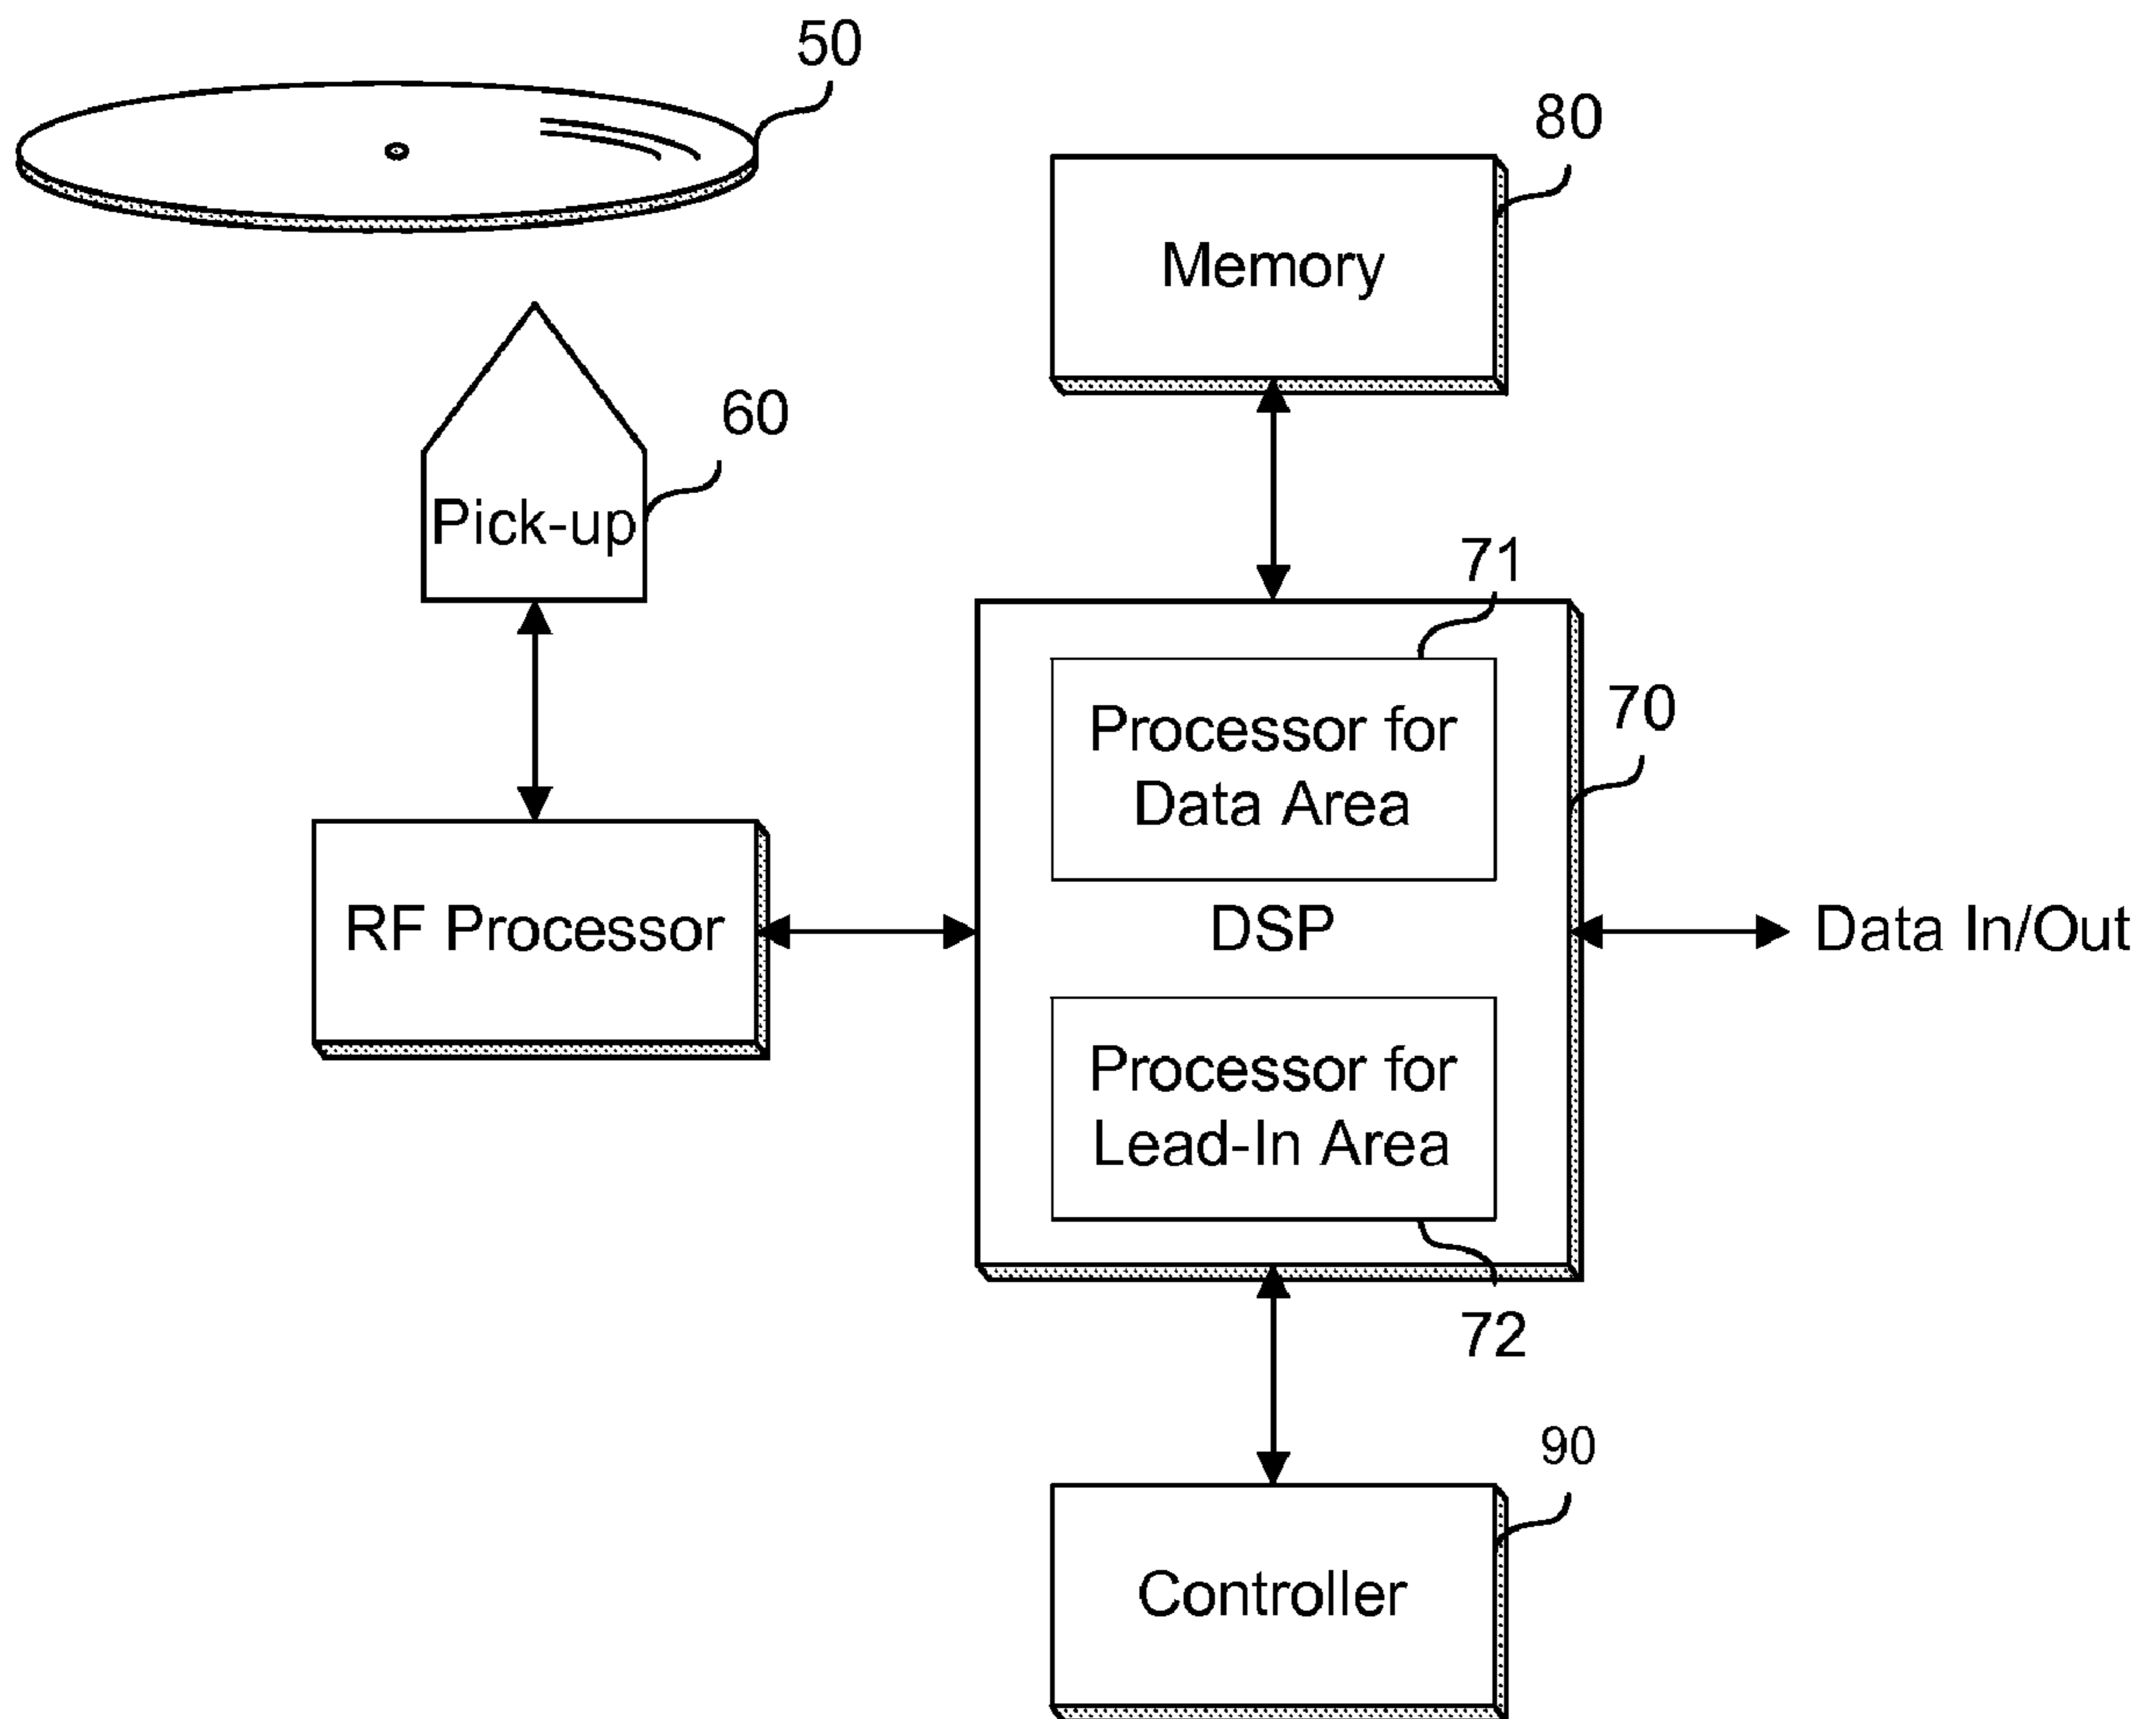 50
80
Memory
60
Pick-up
71
70
Processor for
Data Area
RF Processor
DSP
Data In/Out
Processor for
Lead-In Area
72
90
Controller